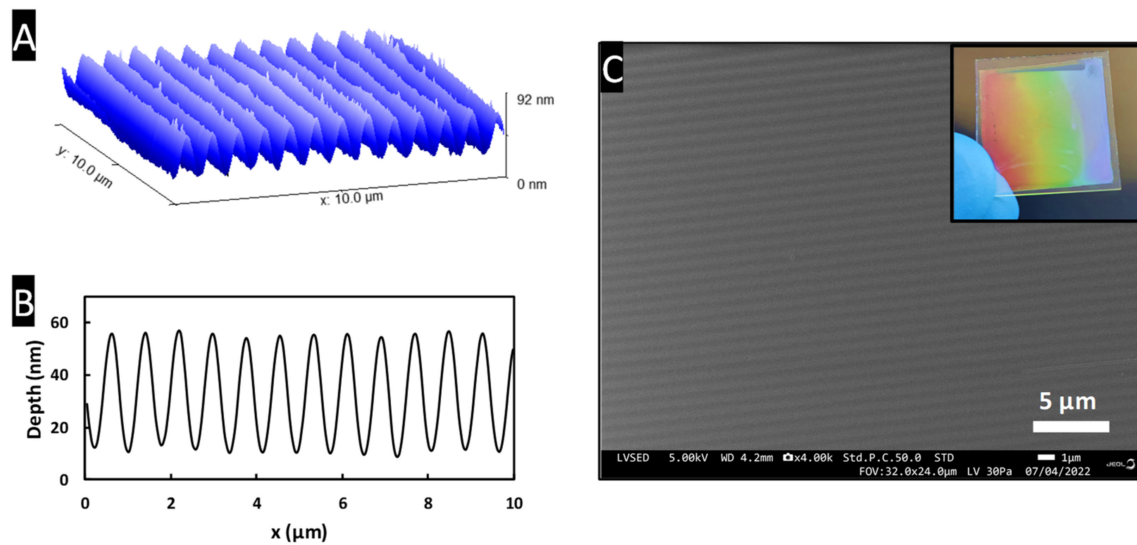 A
92 nm
0 nm
y: 10.0 µm
x: 10.0 µm
B
60
40
20
0
Depth (nm)
0 2 4 6 8 10
x (µm)
C
5 µm
LVSED 5.00kV WD 4.2mm x4.00k Std.P.C.50.0 STD 1µm
FOV:32.0x24.0µm LV 30Pa 07/04/2022 JEOL